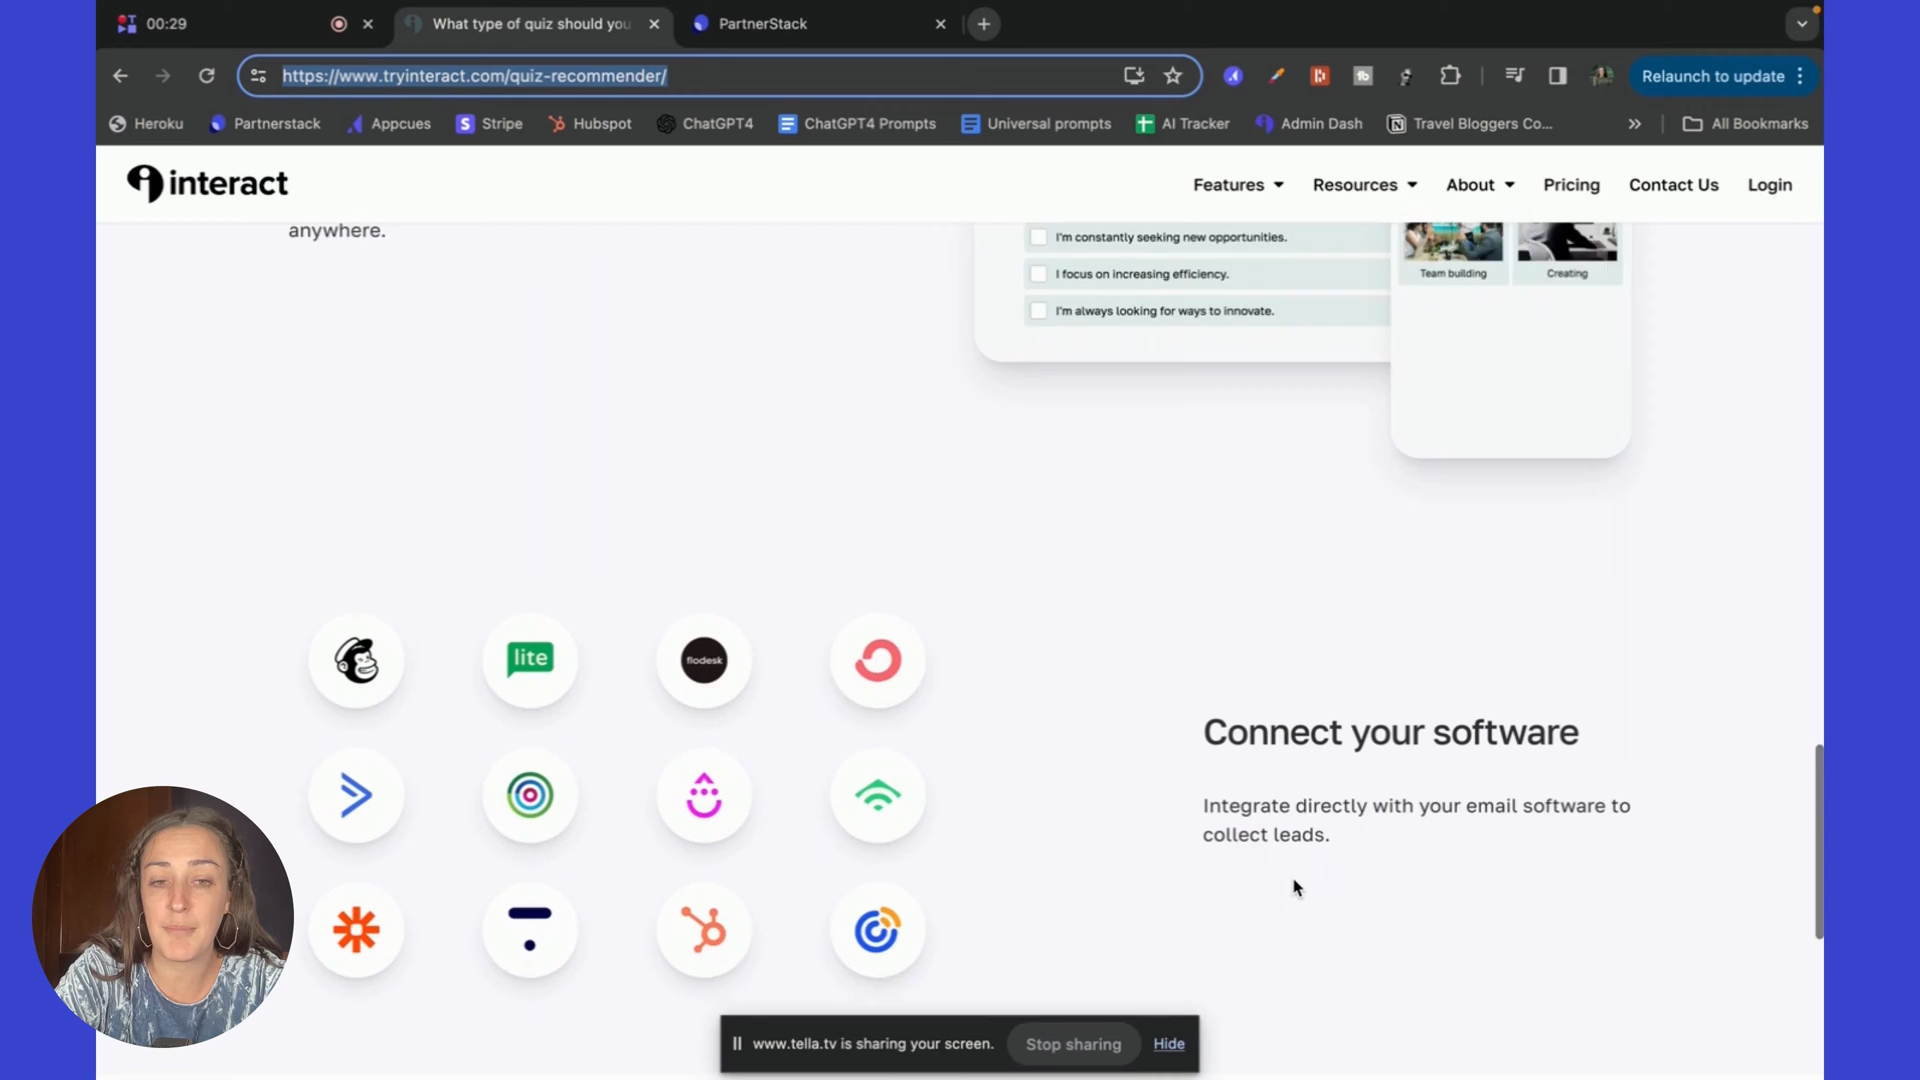 00:29
What type of quiz should you
PartnerStack
https://www.tryinteract.com/quiz-recommender/
Relaunch to update
Heroku
Partnerstack
Appcues
Stripe
Hubspot
ChatGPT4
ChatGPT4 Prompts
Universal prompts
AI Tracker
Admin Dash
Travel Bloggers Co...
All Bookmarks
interact
Features
Resources
About
Pricing
Contact Us
Login
anywhere.
I'm constantly seeking new opportunities.
I focus on increasing efficiency.
I'm always looking for ways to innovate.
Team building
Creating
lite
flodesk
Connect your software
Integrate directly with your email software to
collect leads.
www.tella.tv is sharing your screen.
Stop sharing
Hide